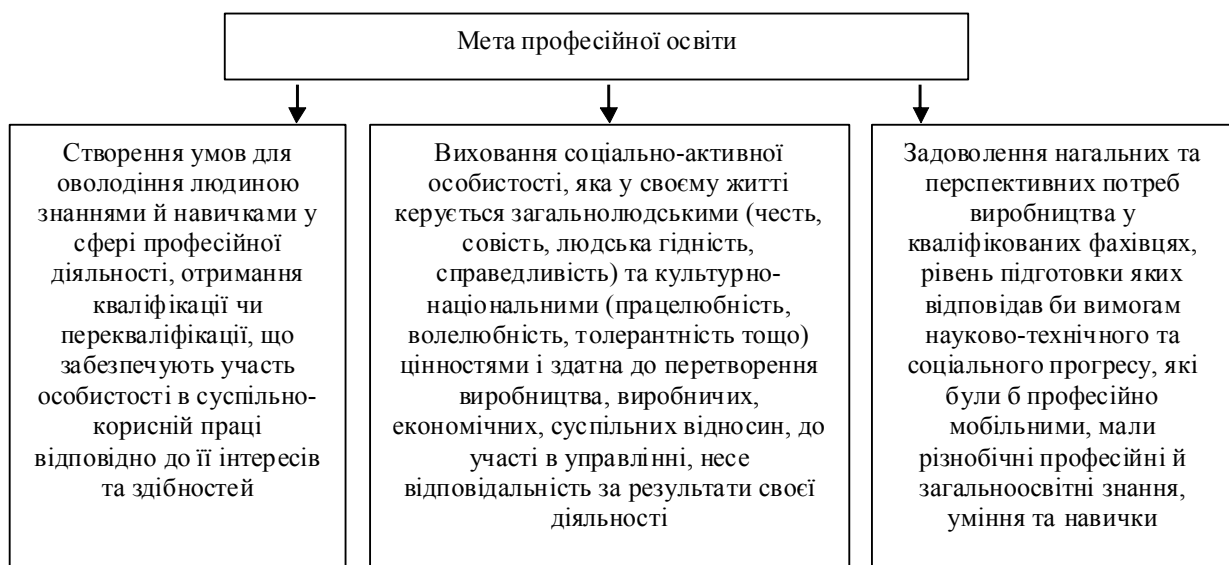 Мета професійної освіти
Створення умов для
оволодіння людиною
знаннями й навичками у
сфері професійної
діяльності, отримання
кваліфікації чи
перекваліфікації, що
забезпечують участь
особистості в суспільно-
корисній праці
відповідно до її інтересів
та здібностей
Виховання соціально-активної
особистості, яка у своєму житті
керується загальнолюдськими (честь,
совість, людська гідність,
справедливість) та культурно-
національними (працелюбність,
волелюбність, толерантність тощо)
цінностями і здатна до перетворення
виробництва, виробничих,
економічних, суспільних відносин, до
участі в управлінні, несе
відповідальність за результати своєї
діяльності
Задоволення нагальних та
перспективних потреб
виробництва у
кваліфікованих фахівцях,
рівень підготовки яких
відповідав би вимогам
науково-технічного та
соціального прогресу, які
були б професійно
мобільними, мали
різнобічні професійні й
загальноосвітні знання,
уміння та навички